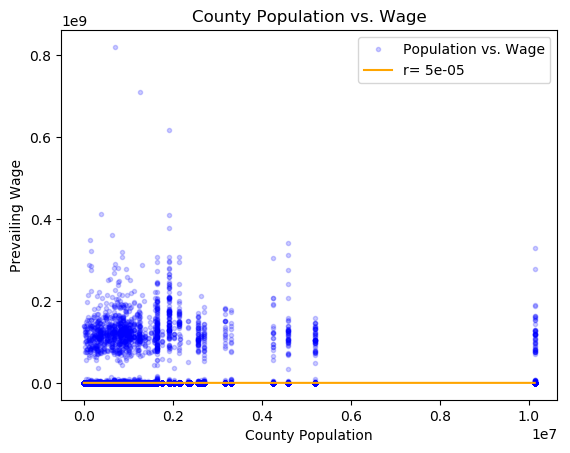 County Population vs. Wage
1e9
Population vs. Wage
r= 5e-05
0.8
0.6
0.4
0.2
0.0
Prevailing Wage
0.0 0.2 0.4 0.6 0.8 1.0
1e7
County Population